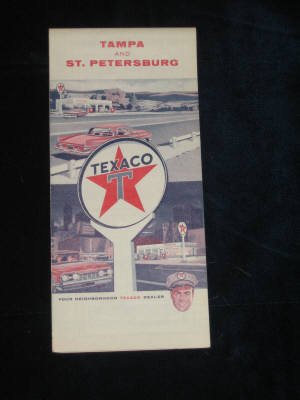 TAMPA
AND
ST. PETERSBURG
TEXACO
T
YOUR NEIGHBORHOOD TEXACO DEALER